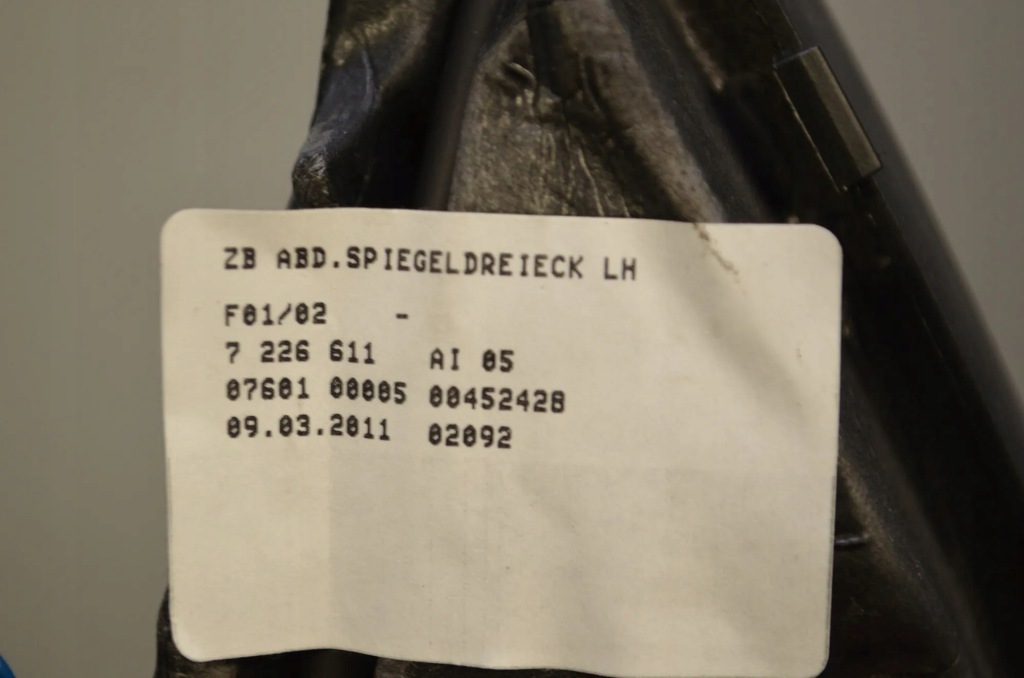 ZB ABD.SPIEGELDREIECK LH
F01/02 -
7 226 611 AI 05
07601 00005 00452428
09.03.2011 02092